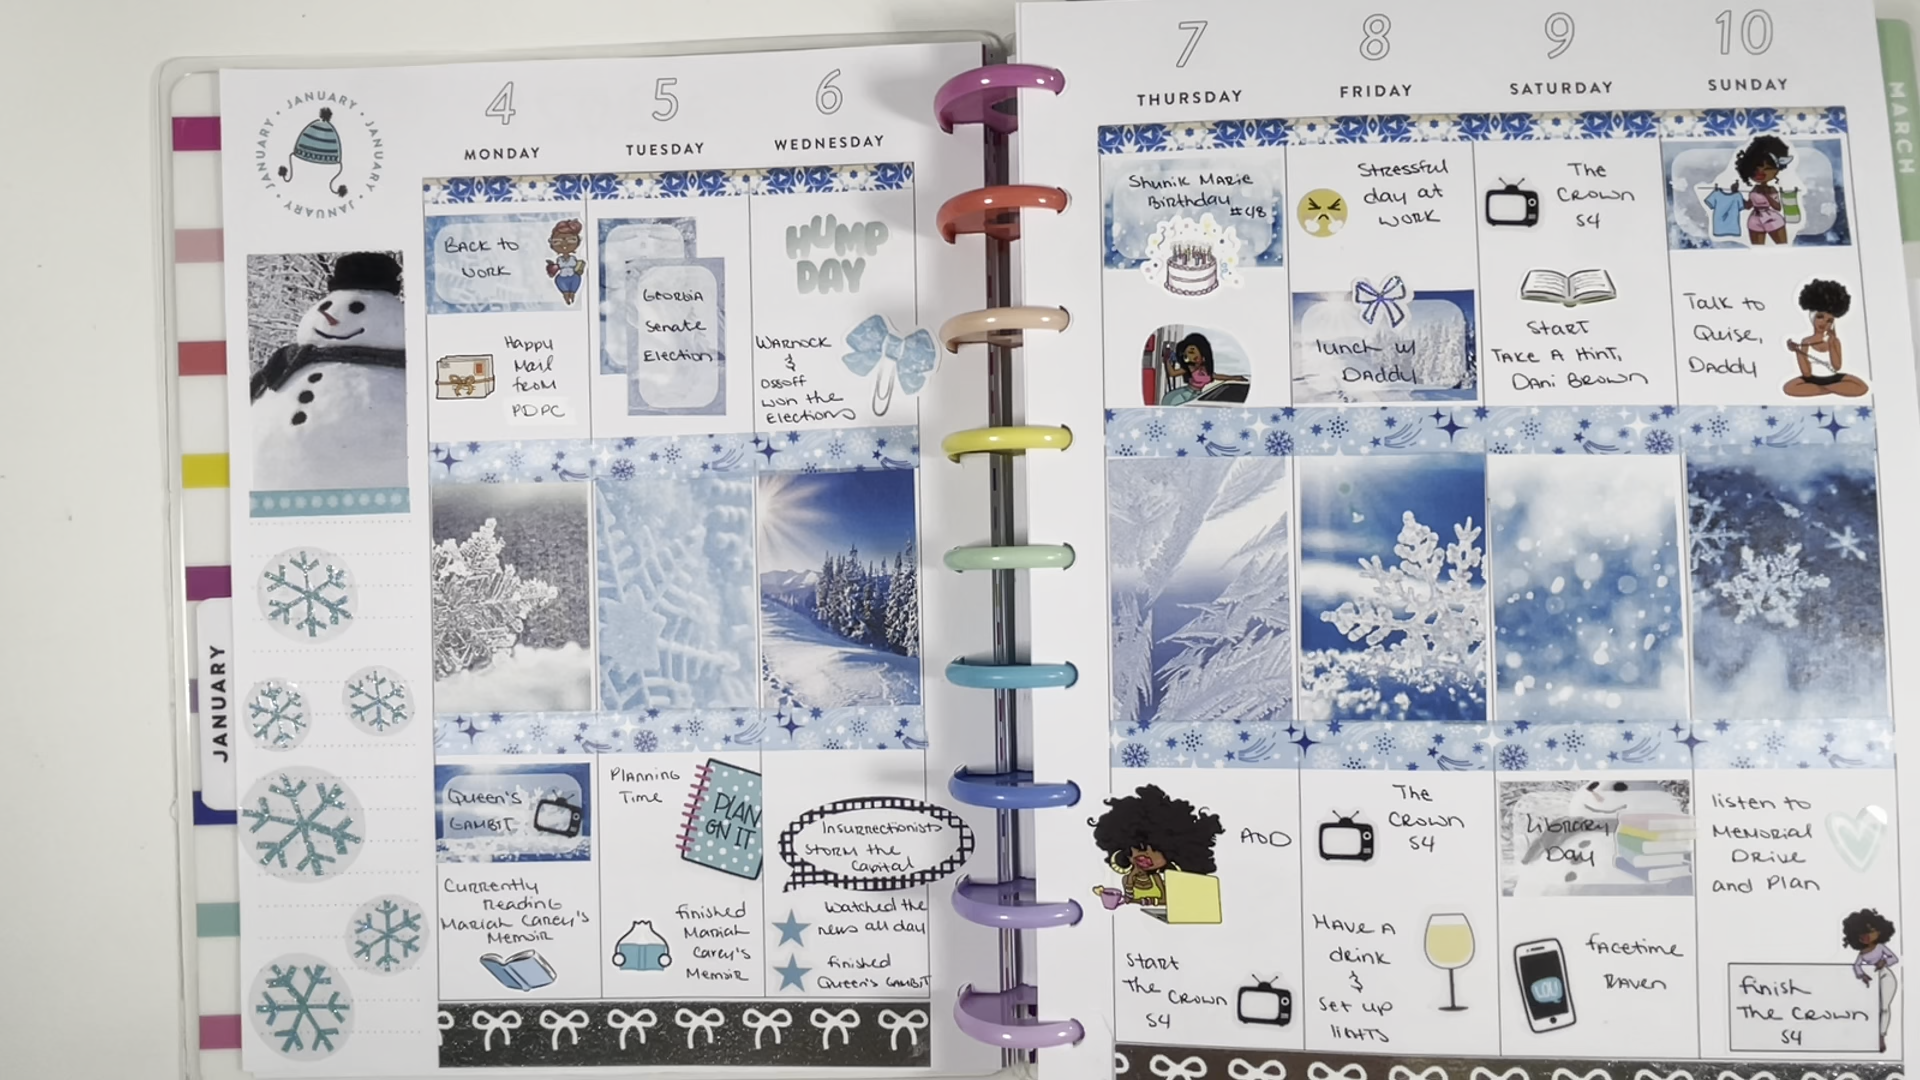 JANUARY · JANUARY · JANUARY · JANUARY
4
MONDAY
BACK to
WORK
Happy
Mail
from
PDPC
Queen's
GAMBIT
Currently
Reading
Mariah Carey's
Memoir
5
TUESDAY
GEORGIA
Senate
Election
PLANNING
Time
PLAN
ON IT
finished
Mariah
Carey's
Memoir
6
WEDNESDAY
HUMP
DAY
WARNOCK
&
OSSOFF
won the
Elections
Insurrectionists
STORM the
Capital
Watched the
news all day
finished
Queen's GAMBIT
JANUARY
7
THURSDAY
Shunik Marie
Birthday
#48
ADD
Start
The CROWN
S4
8
FRIDAY
Stressful
day at
WORK
lunch w/
DADDY
The
CROWN
S4
HAVE A
drink
&
Set up
lights
9
SATURDAY
The
CROWN
S4
START
TAKE A HINT,
DANI BROWN
LIBRARY
Day
LOL!
facetime
RAVEN
10
SUNDAY
Talk to
Quise,
DADDY
listen to
MEMORIAL
DRIVE
and Plan
finish
The CROWN
S4
MARCH